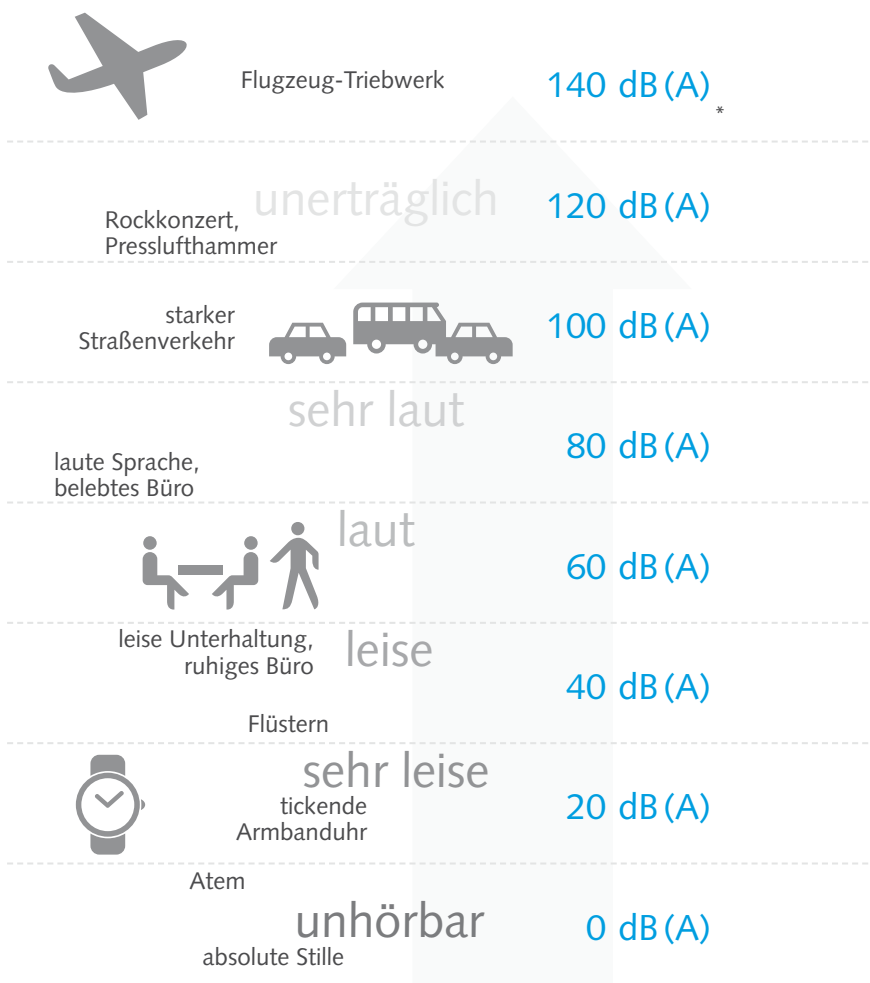 Flugzeug-Triebwerk 140 dB(A)
*
unerträglich 120 dB(A)
Rockkonzert,
Presslufthammer
starker
Straßenverkehr 100 dB(A)
sehr laut
80 dB(A)
laute Sprache,
belebtes Büro
laut
60 dB(A)
leise Unterhaltung,
ruhiges Büro
leise
40 dB(A)
Flüstern
sehr leise
tickende
Armbanduhr
20 dB(A)
Atem
unhörbar 0 dB(A)
absolute Stille